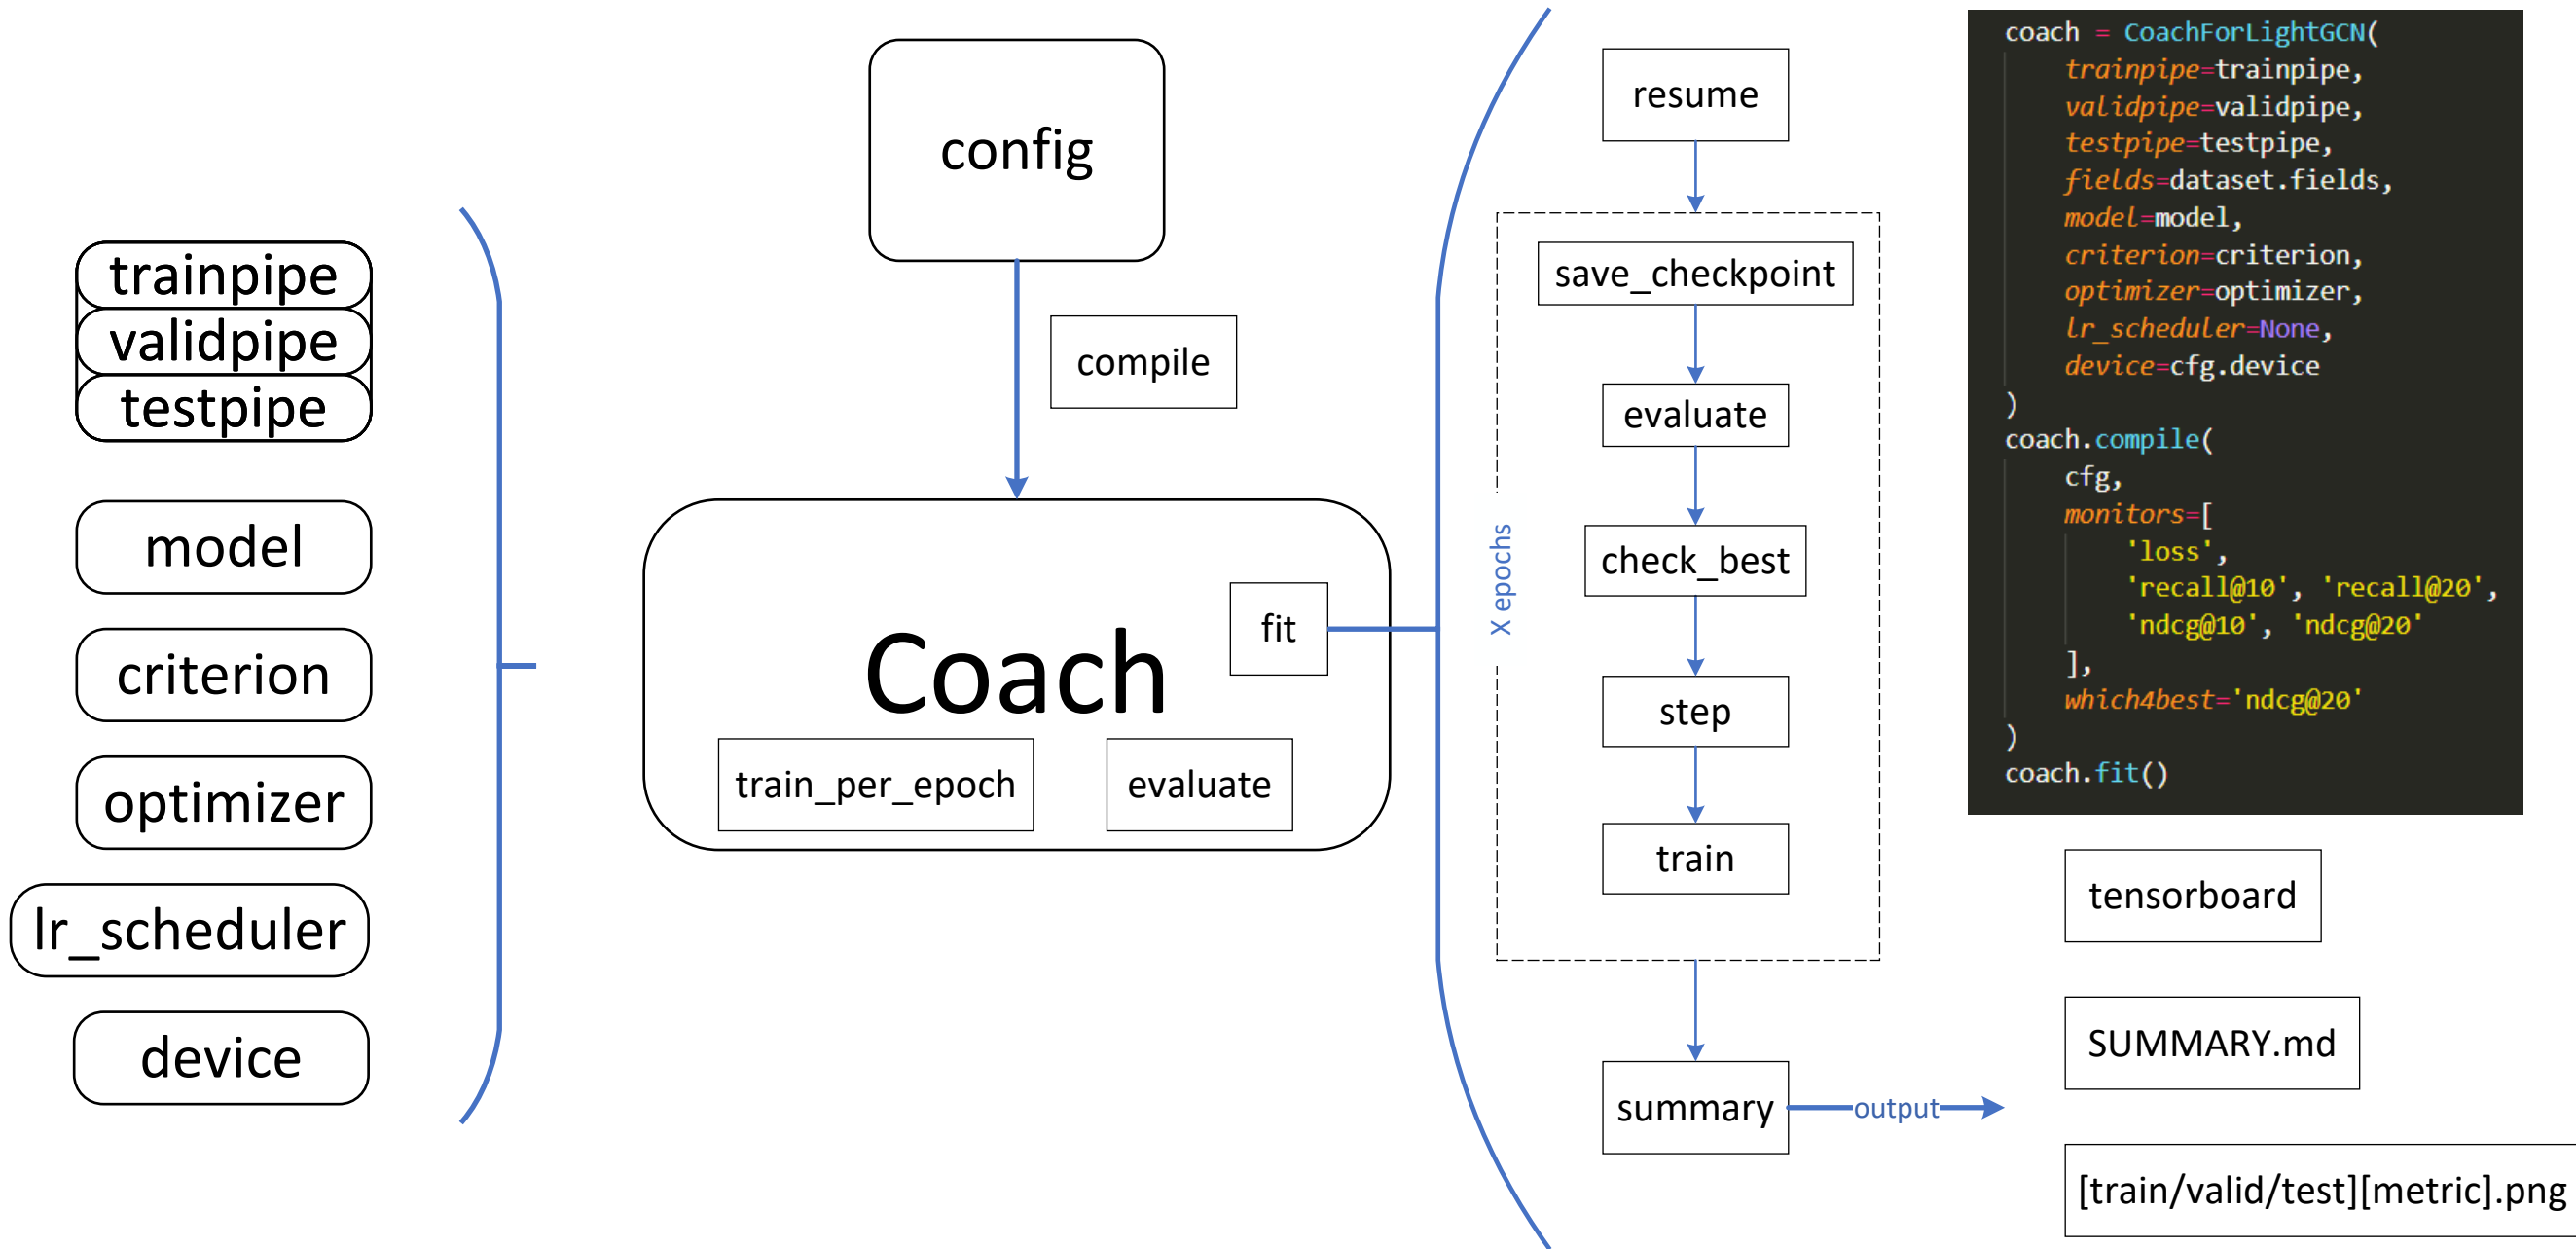 trainpipe
validpipe
testpipe
model
criterion
optimizer
lr_scheduler
device
config
compile
Coach
fit
train_per_epoch
evaluate
resume
X epochs
save_checkpoint
evaluate
check_best
step
train
summary
output
coach = CoachForLightGCN(
trainpipe=trainpipe,
validpipe=validpipe,
testpipe=testpipe,
fields=dataset.fields,
model=model,
criterion=criterion,
optimizer=optimizer,
lr_scheduler=None,
device=cfg.device
)
coach.compile(
cfg,
monitors=[
'loss',
'recall@10', 'recall@20',
'ndcg@10', 'ndcg@20'
],
which4best='ndcg@20'
)
coach.fit()
tensorboard
SUMMARY.md
[train/valid/test][metric].png